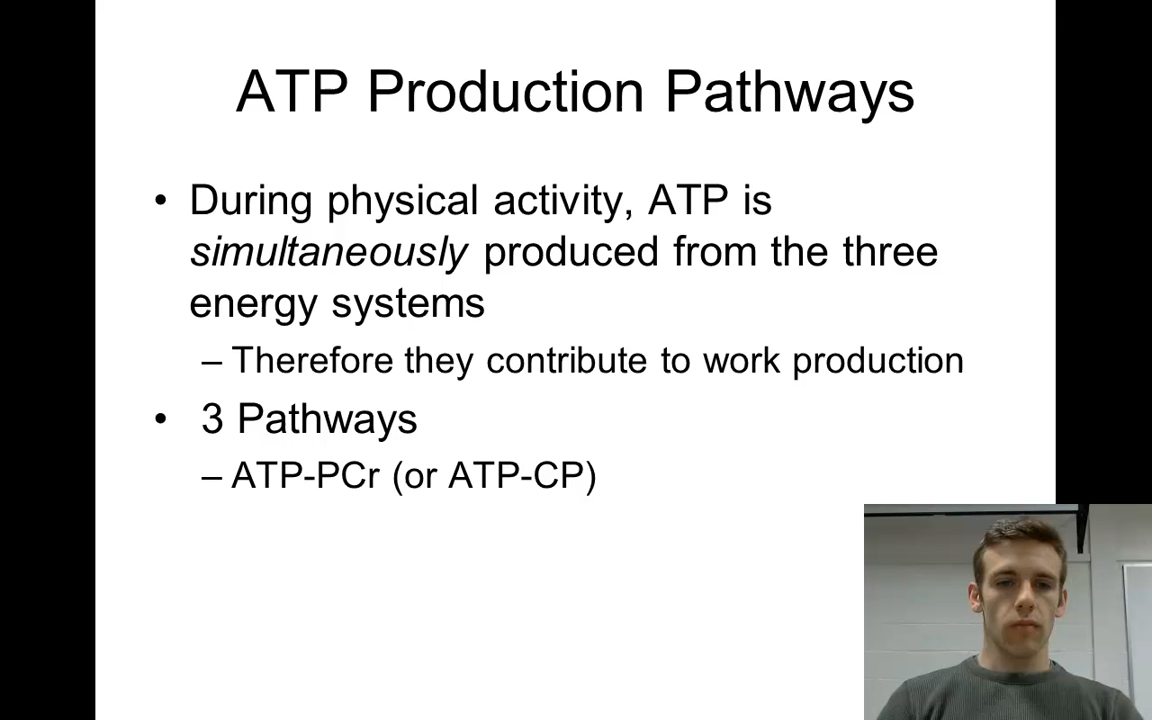 ATP Production Pathways
• During physical activity, ATP is
simultaneously produced from the three
energy systems
– Therefore they contribute to work production
• 3 Pathways
– ATP-PCr (or ATP-CP)